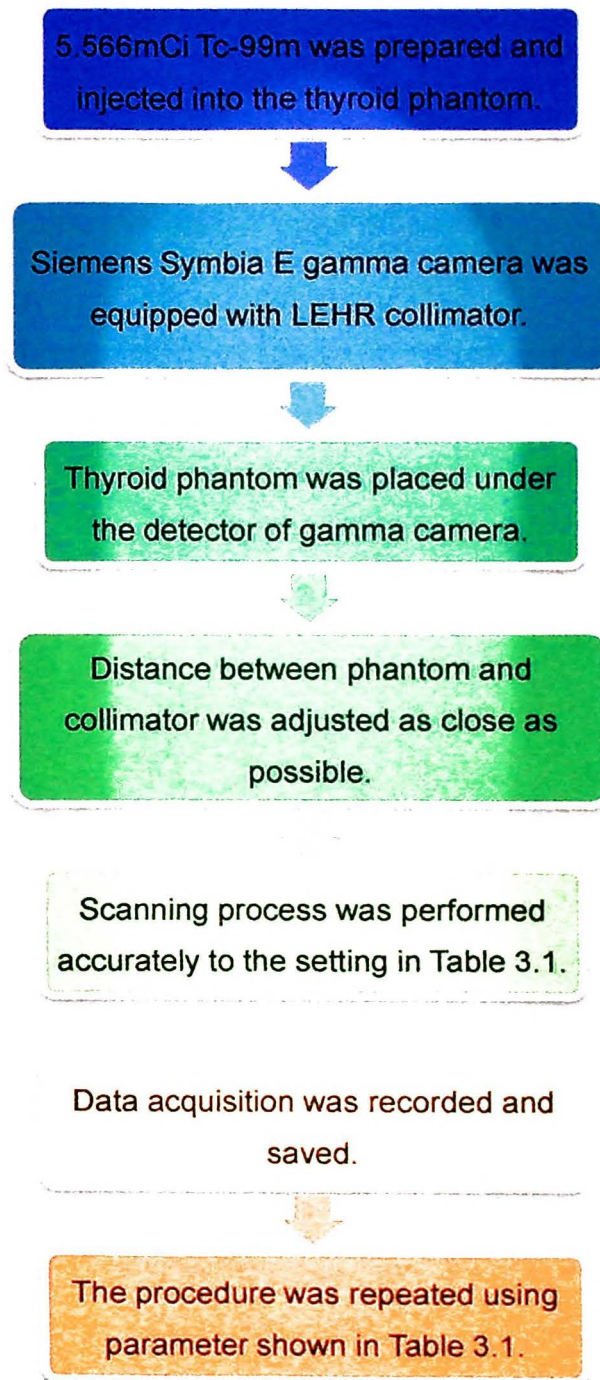 5.566mCi Tc-99m was prepared and
injected into the thyroid phantom.
Siemens Symbia E gamma camera was
equipped with LEHR collimator.
Thyroid phantom was placed under
the detector of gamma camera.
Distance between phantom and
collimator was adjusted as close as
possible.
Scanning process was performed
accurately to the setting in Table 3.1.
Data acquisition was recorded and
saved.
The procedure was repeated using
parameter shown in Table 3.1.